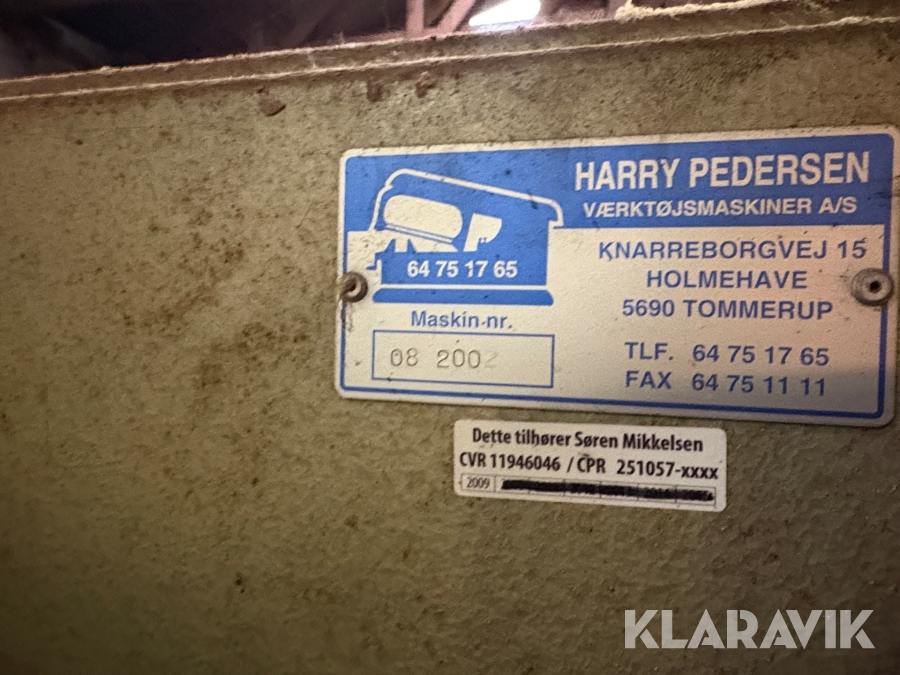 HARRY PEDERSEN
VÆRKTØJSMASKINER A/S
64 75 17 65
KNARREBORGVEJ 15
HOLMEHAVE
5690 TOMMERUP
Maskin-nr.
08 2002
TLF. 64 75 17 65
FAX 64 75 11 11
Dette tilhører Søren Mikkelsen
CVR 11946046 / CPR 251057-xxxx
2009
KLARAVIK